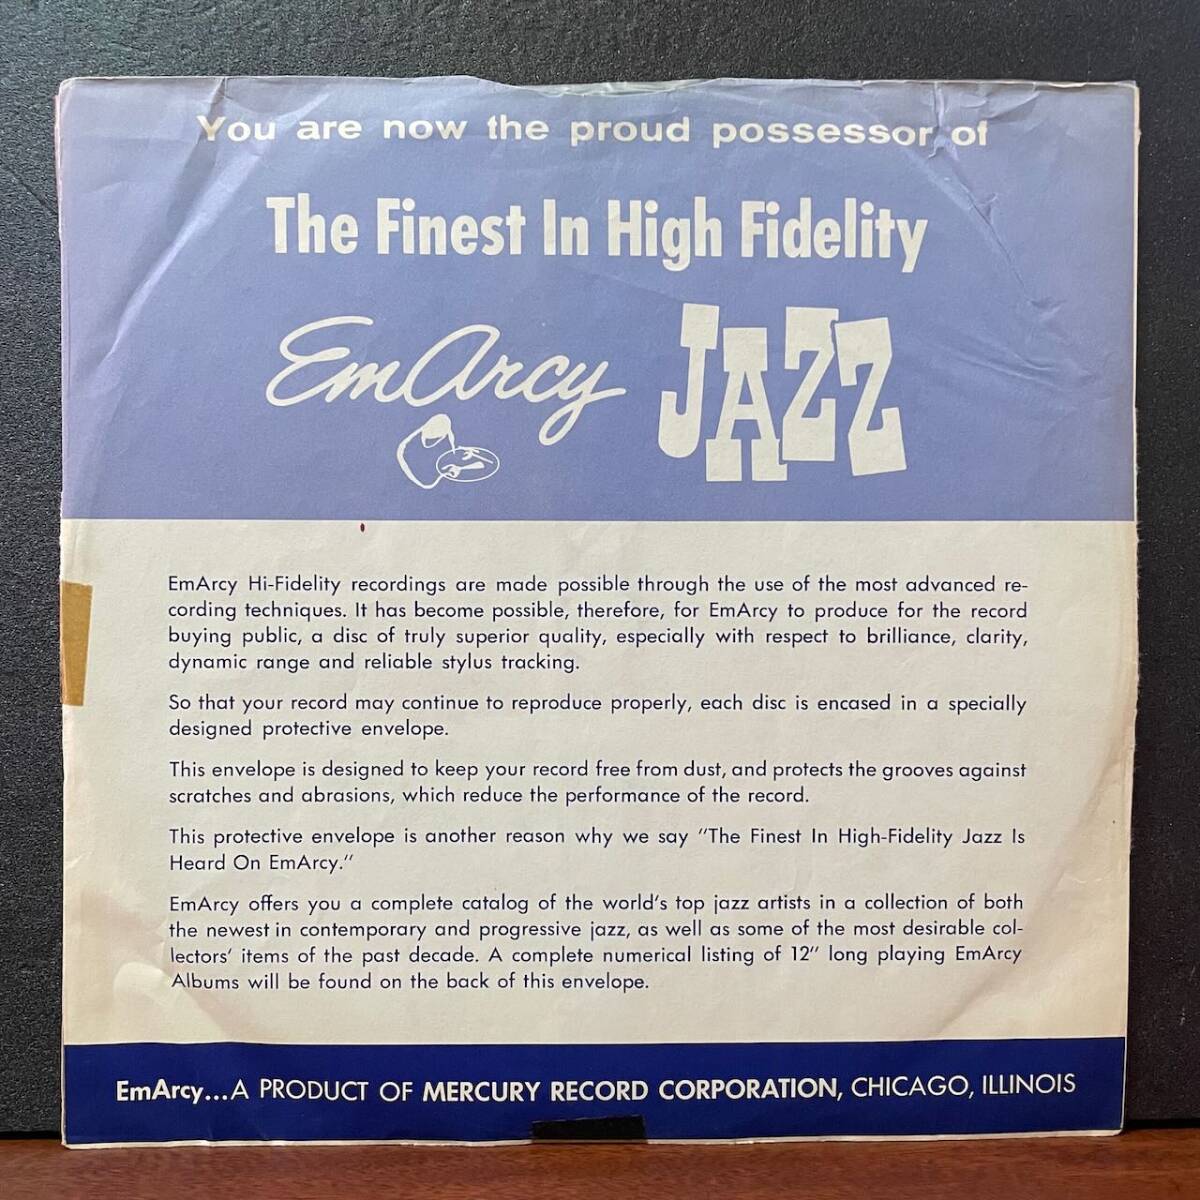 You are now the proud possessor of
The Finest In High Fidelity
EmArcy JAZZ
EmArcy Hi-Fidelity recordings are made possible through the use of the most advanced re-
cording techniques. It has become possible, therefore, for EmArcy to produce for the record
buying public, a disc of truly superior quality, especially with respect to brilliance, clarity,
dynamic range and reliable stylus tracking.
So that your record may continue to reproduce properly, each disc is encased in a specially
designed protective envelope.
This envelope is designed to keep your record free from dust, and protects the grooves against
scratches and abrasions, which reduce the performance of the record.
This protective envelope is another reason why we say "The Finest In High-Fidelity Jazz Is
Heard On EmArcy."
EmArcy offers you a complete catalog of the world's top jazz artists in a collection of both
the newest in contemporary and progressive jazz, as well as some of the most desirable col-
lectors' items of the past decade. A complete numerical listing of 12" long playing EmArcy
Albums will be found on the back of this envelope.
EmArcy...A PRODUCT OF MERCURY RECORD CORPORATION, CHICAGO, ILLINOIS